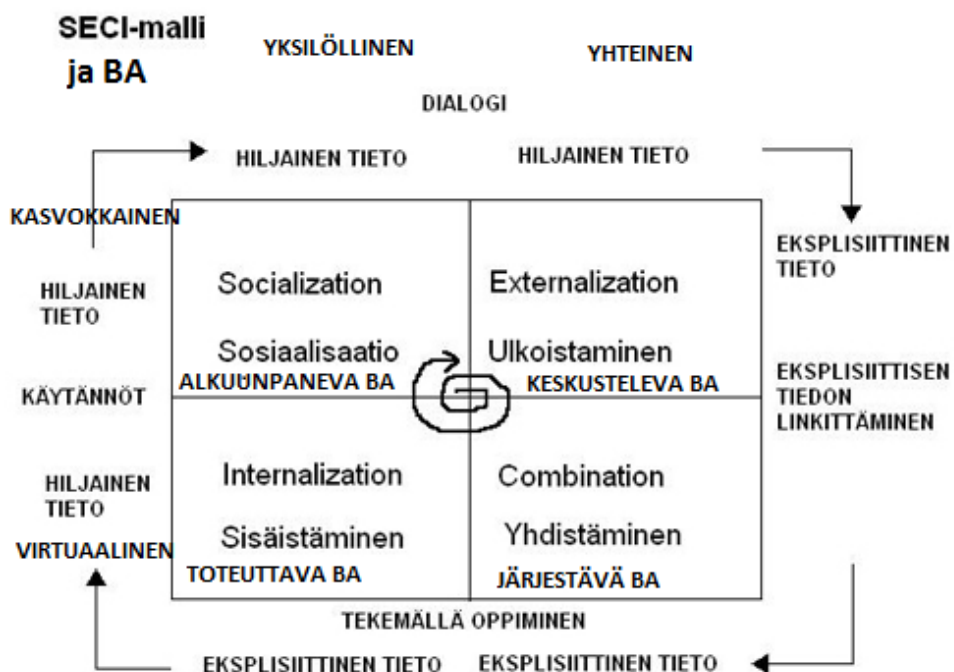 SECI-malli
ja BA
YKSILÖLLINEN
YHTEINEN
DIALOGI
HILJAINEN TIETO
HILJAINEN TIETO
KASVOKKAINEN
EKSPLISIITTINEN
TIETO
HILJAINEN
TIETO
Socialization
Externalization
Sosiaalisaatio
Ulkoistaminen
ALKUUNPANEVA BA
KESKUSTELEVA BA
KÄYTÄNNÖT
EKSPLISIITTISEN
TIEDON
LINKITTÄMINEN
Internalization
Combination
HILJAINEN
TIETO
Sisäistäminen
Yhdistäminen
VIRTUAALINEN
TOTEUTTAVA BA
JÄRJESTÄVÄ BA
TEKEMÄLLÄ OPPIMINEN
EKSPLISIITTINEN TIETO
EKSPLISIITTINEN TIETO